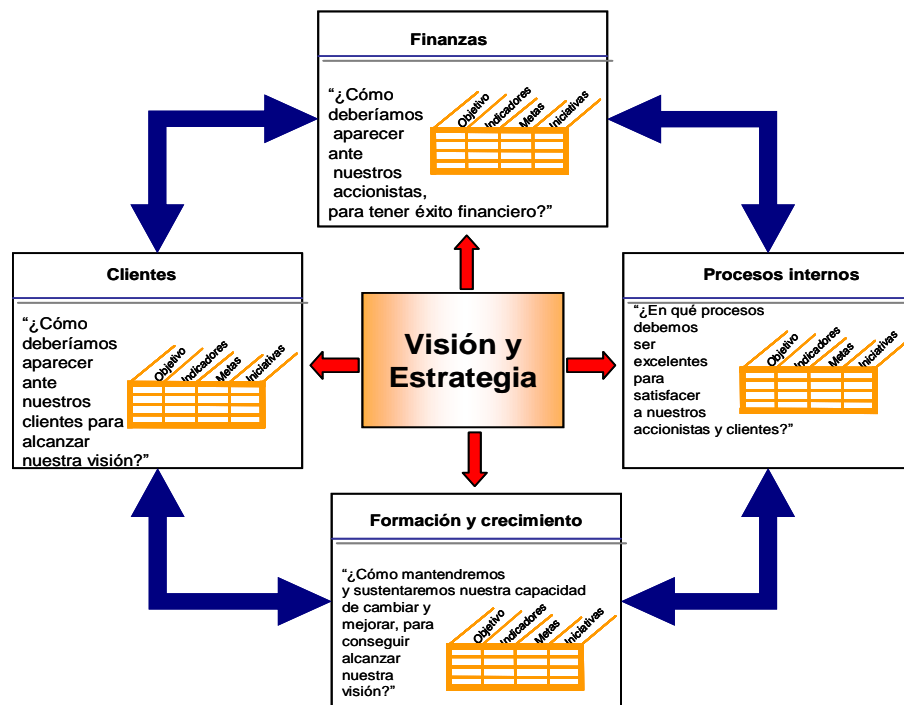 Finanzas
“¿Cómo
deberíamos
aparecer
ante
nuestros
accionistas,
para tener éxito financiero?”
Objetivo
Indicadores
Metas
Iniciativas
Clientes
“¿Cómo
deberíamos
aparecer
ante
nuestros
clientes para
alcanzar
nuestra visión?”
Objetivo
Indicadores
Metas
Iniciativas
Visión y
Estrategia
Procesos internos
“¿En qué procesos
debemos
ser
excelentes
para
satisfacer
a nuestros
accionistas y clientes?”
Objetivo
Indicadores
Metas
Iniciativas
Formación y crecimiento
“¿Cómo mantendremos
y sustentaremos nuestra capacidad
de cambiar y
mejorar, para
conseguir
alcanzar
nuestra
visión?”
Objetivo
Indicadores
Metas
Iniciativas